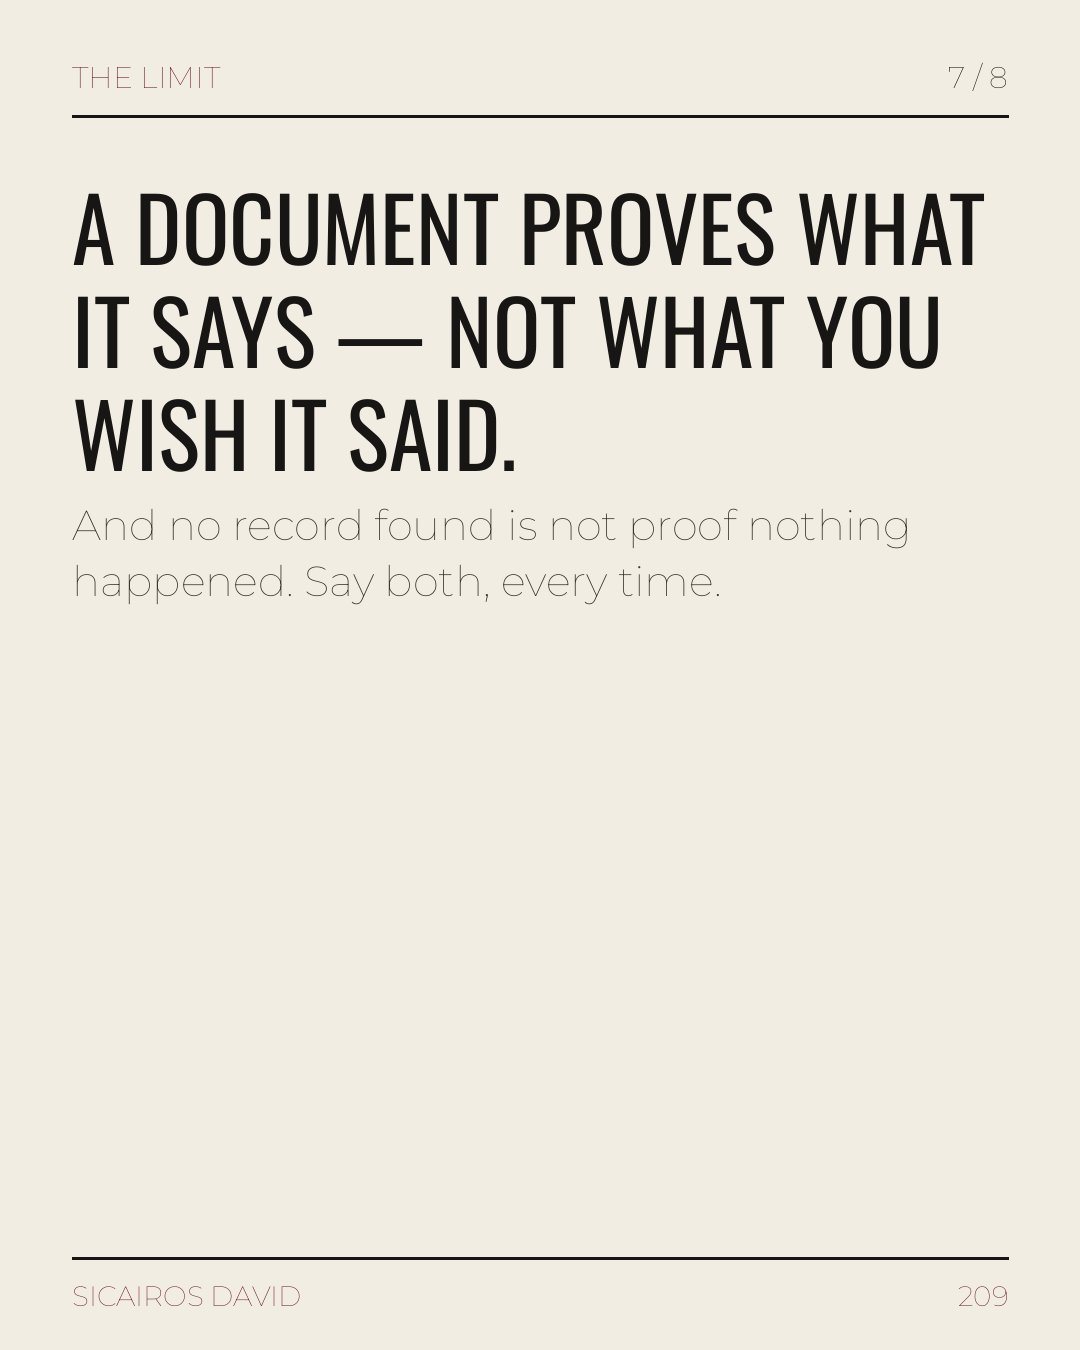 THE LIMIT
7 / 8
A DOCUMENT PROVES WHAT
IT SAYS — NOT WHAT YOU
WISH IT SAID.
And no record found is not proof nothing
happened. Say both, every time.
SICAIROS DAVID
209